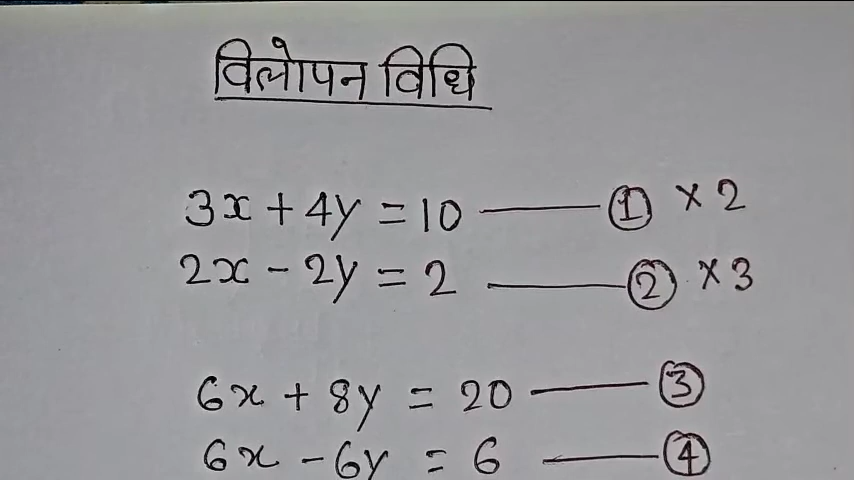 विलोपन विधि
3x + 4y = 10 —— ① × 2
2x - 2y = 2 —— ② × 3
6x + 8y = 20 —— ③
6x - 6y = 6 —— ④